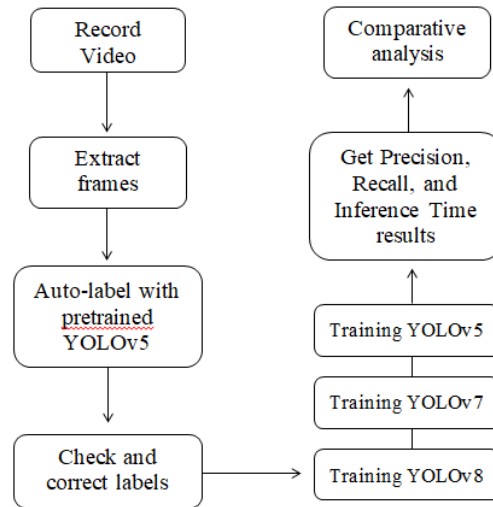 Record
Video
Extract
frames
Auto-label with
pretrained
YOLOv5
Check and
correct labels
Training YOLOv8
Training YOLOv7
Training YOLOv5
Get Precision,
Recall, and
Inference Time
results
Comparative
analysis